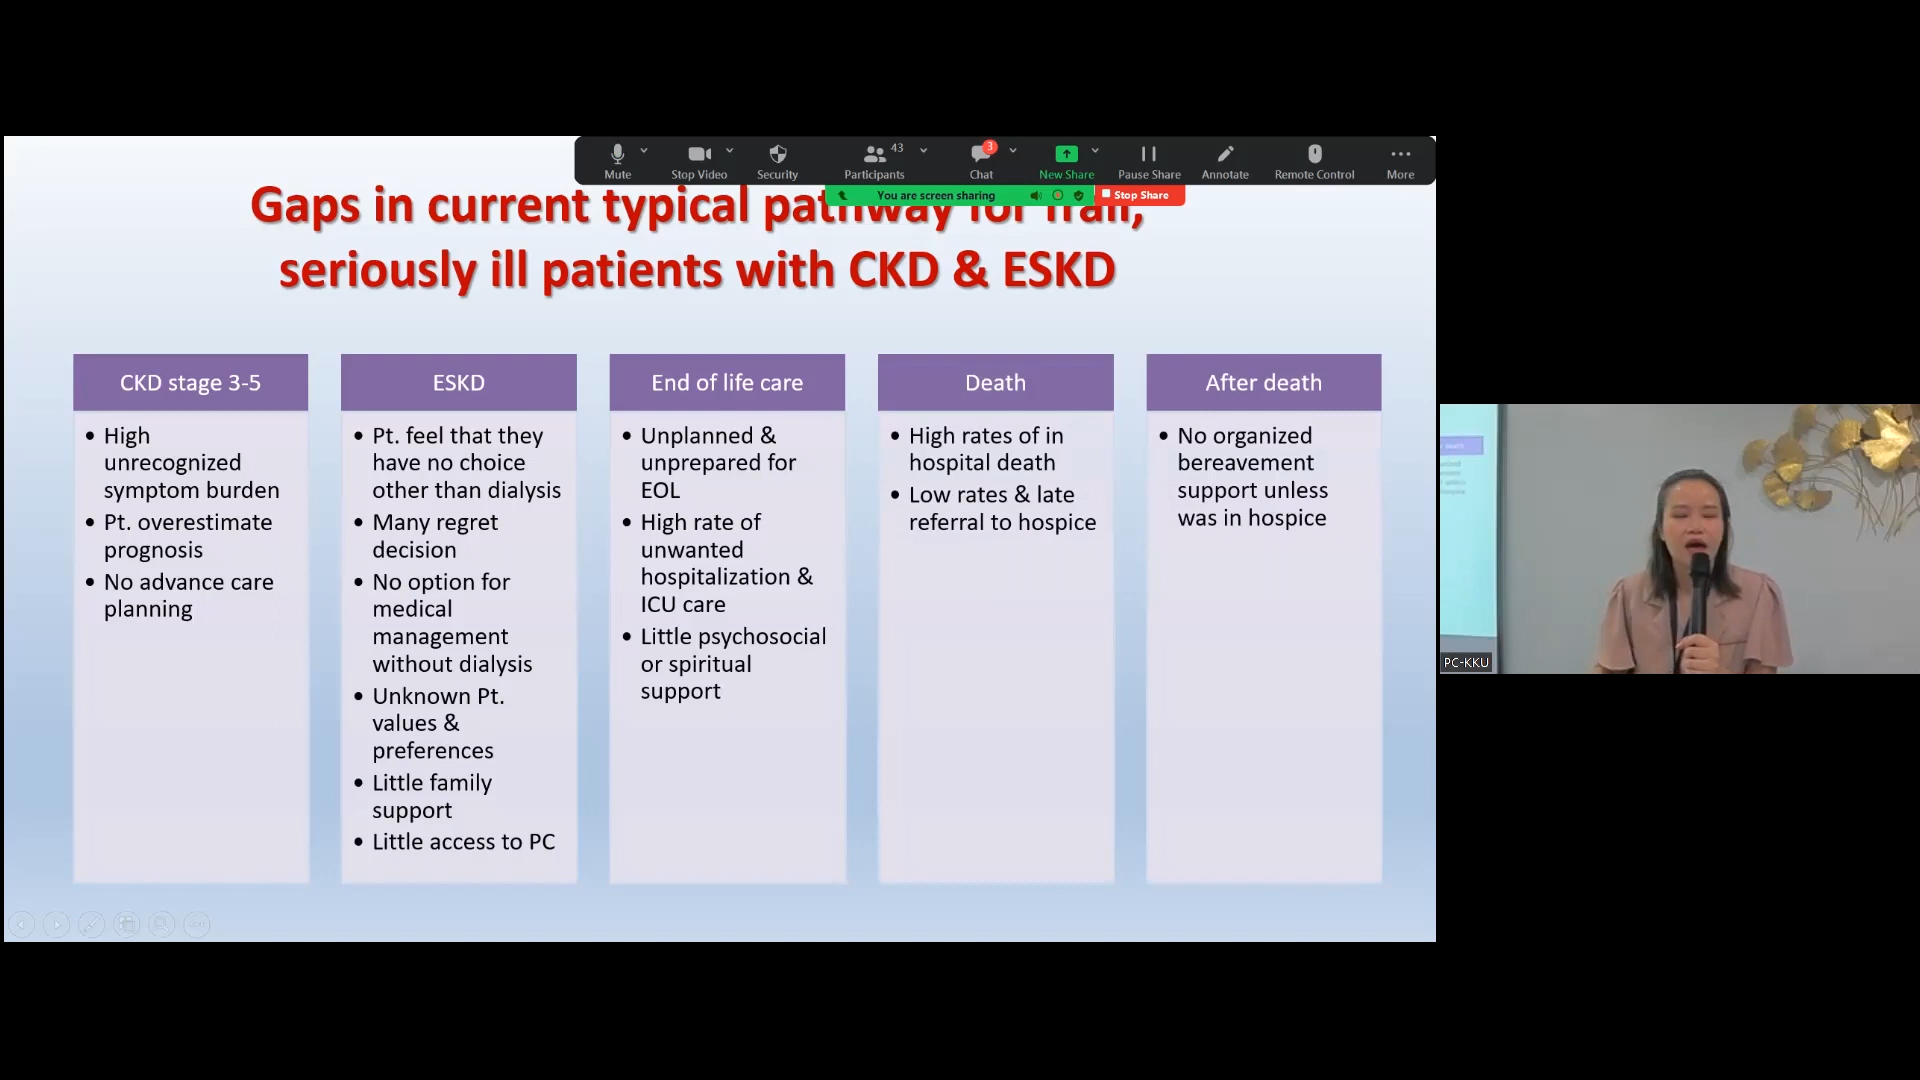 Mute
Stop Video
Security
Participants
43
Chat
3
New Share
Pause Share
Annotate
Remote Control
More
You are screen sharing
Stop Share
Gaps in current typical pathway for frail,
seriously ill patients with CKD & ESKD
CKD stage 3-5
• High
unrecognized
symptom burden
• Pt. overestimate
prognosis
• No advance care
planning
ESKD
• Pt. feel that they
have no choice
other than dialysis
• Many regret
decision
• No option for
medical
management
without dialysis
• Unknown Pt.
values &
preferences
• Little family
support
• Little access to PC
End of life care
• Unplanned &
unprepared for
EOL
• High rate of
unwanted
hospitalization &
ICU care
• Little psychosocial
or spiritual
support
Death
• High rates of in
hospital death
• Low rates & late
referral to hospice
After death
• No organized
bereavement
support unless
was in hospice
PC-KKU